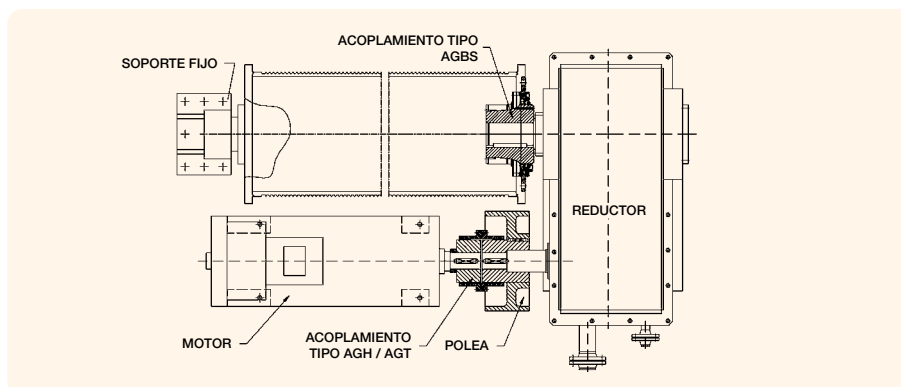 ACOPLAMIENTO TIPO
AGBS
SOPORTE FIJO
REDUCTOR
MOTOR
ACOPLAMIENTO
TIPO AGH / AGT
POLEA